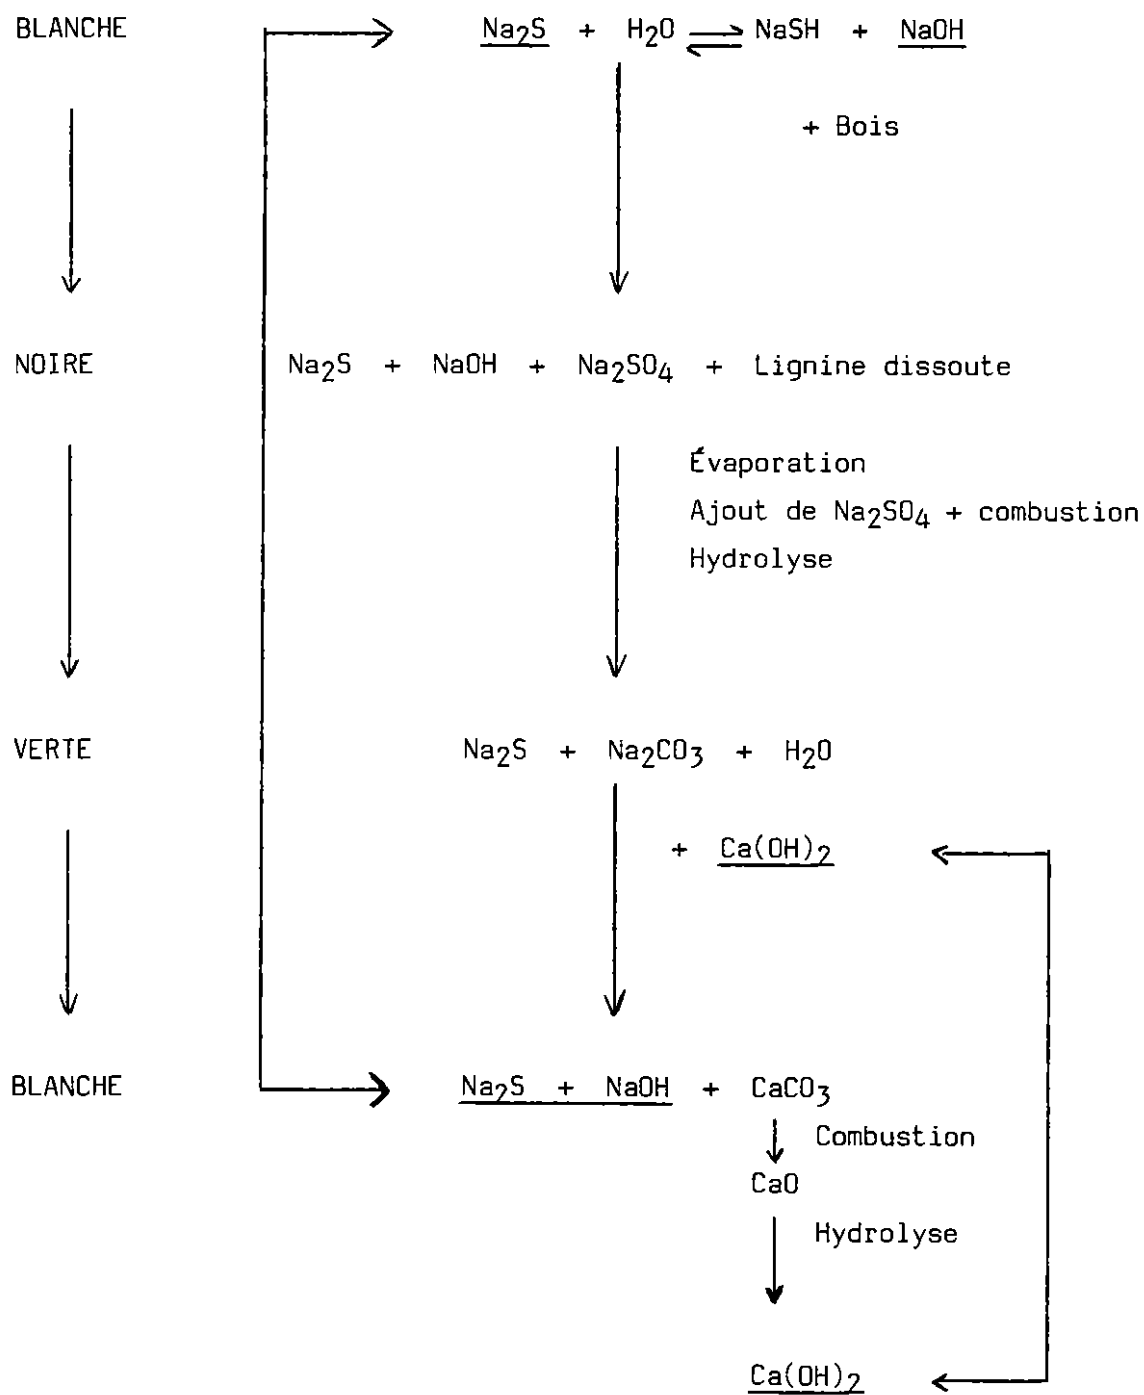 BLANCHE Na2S + H2O ⇌ NaSH + NaOH
+ Bois
NOIRE Na2S + NaOH + Na2SO4 + Lignine dissoute
Évaporation
Ajout de Na2SO4 + combustion
Hydrolyse
VERTE Na2S + Na2CO3 + H2O
+ Ca(OH)2
BLANCHE Na2S + NaOH + CaCO3
Combustion
CaO
Hydrolyse
Ca(OH)2